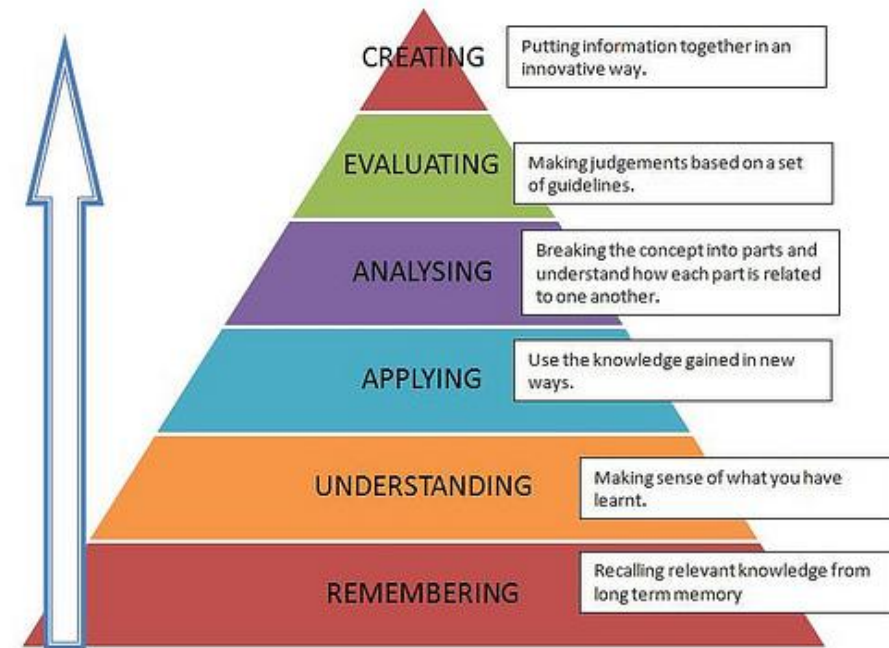 CREATING
Putting information together in an
innovative way.
EVALUATING
Making judgements based on a set
of guidelines.
ANALYSING
Breaking the concept into parts and
understand how each part is related
to one another.
APPLYING
Use the knowledge gained in new
ways.
UNDERSTANDING
Making sense of what you have
learnt.
REMEMBERING
Recalling relevant knowledge from
long term memory